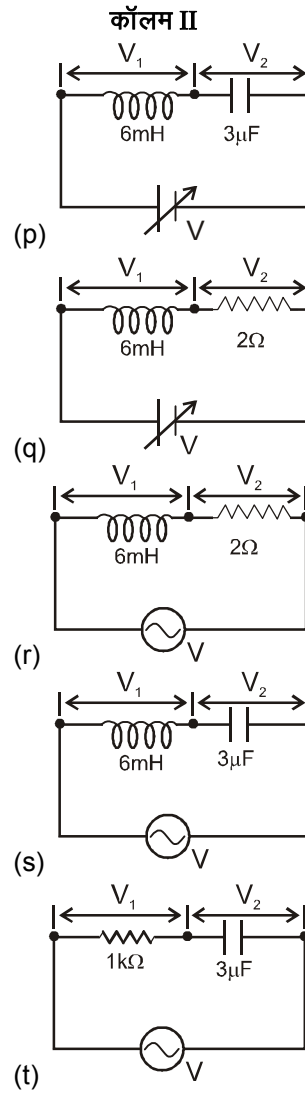 कॉलम II
V₁ V₂
6mH 3μF
V
(p)
V₁ V₂
6mH 2Ω
V
(q)
V₁ V₂
6mH 2Ω
V
(r)
V₁ V₂
6mH 3μF
V
(s)
V₁ V₂
1kΩ 3μF
V
(t)